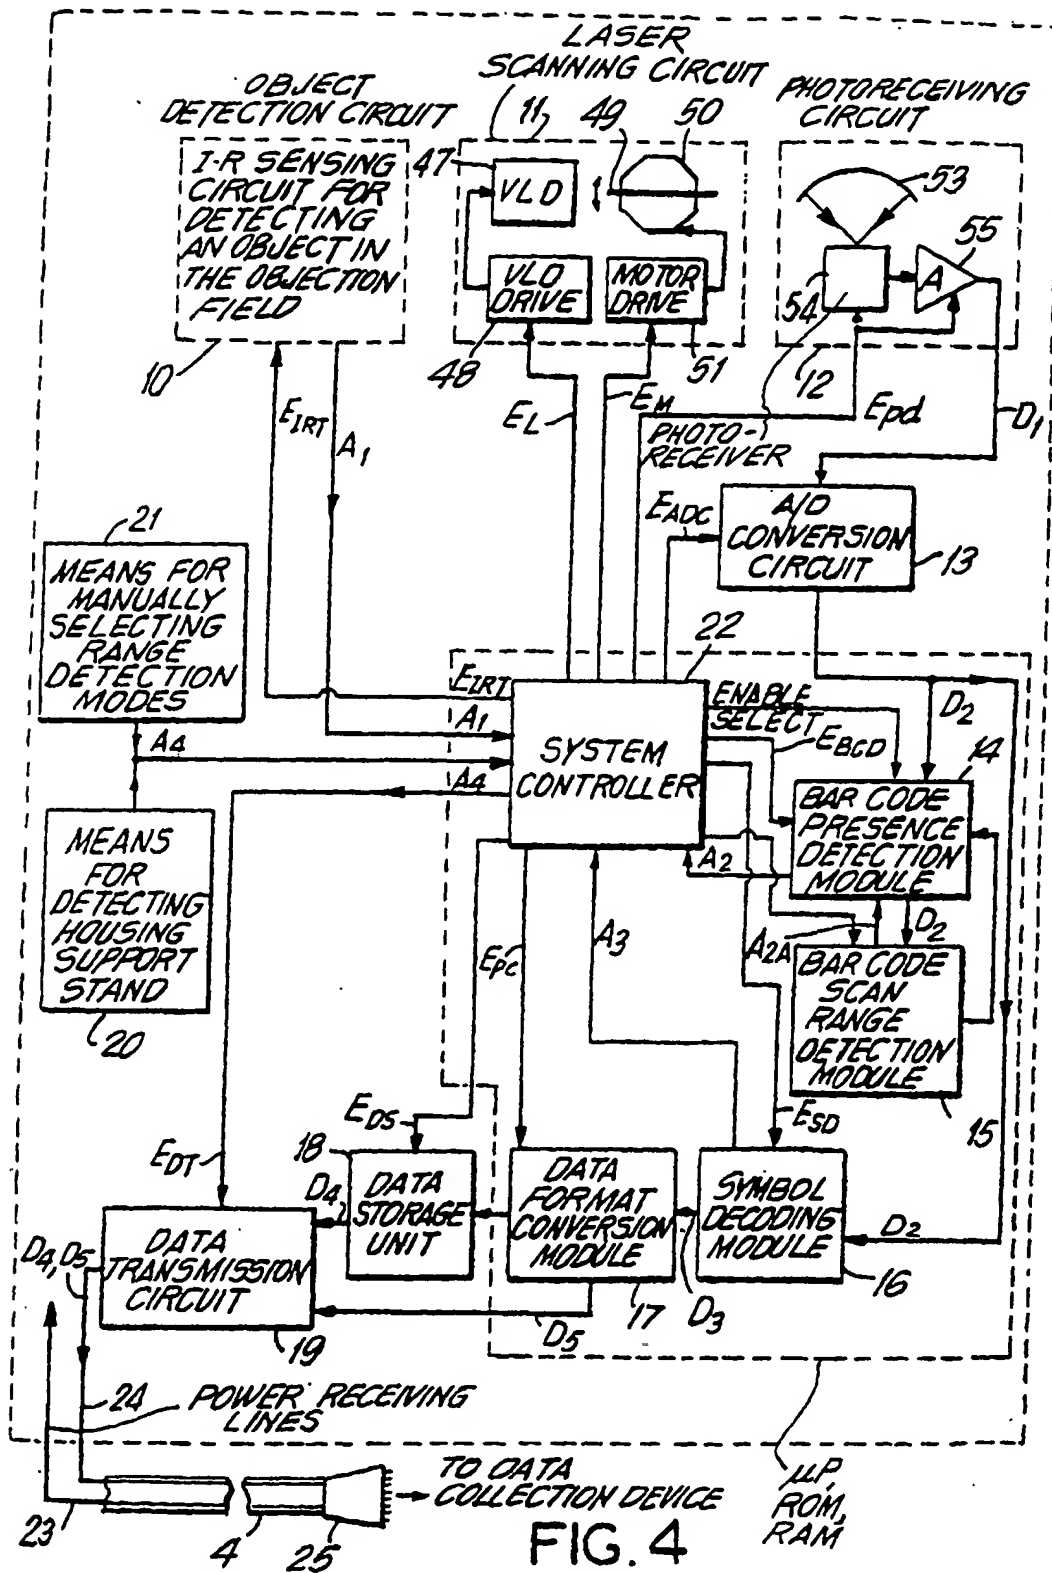 LASER
SCANNING CIRCUIT
OBJECT
DETECTION CIRCUIT
PHOTORECEIVING
CIRCUIT
11
49
50
47
I-R SENSING
CIRCUIT FOR
DETECTING
AN OBJECT IN
THE OBJECTION
FIELD
VLD
VLD
DRIVE
MOTOR
DRIVE
53
55
54
A
10
48
51
12
EIRT
A1
EL
EM
Epd
D1
PHOTO-
RECEIVER
21
MEANS FOR
MANUALLY
SELECTING
RANGE
DETECTION
MODES
EADC
A/D
CONVERSION
CIRCUIT
13
22
EIRT
A1
A4
A4
SYSTEM
CONTROLLER
ENABLE
SELECT
EBCD
D2
14
BAR CODE
PRESENCE
DETECTION
MODULE
A2
MEANS
FOR
DETECTING
HOUSING
SUPPORT
STAND
20
EPC
A3
A2A
D2
BAR CODE
SCAN
RANGE
DETECTION
MODULE
15
EDS
ESD
EDT
18
D4
DATA
STORAGE
UNIT
DATA
FORMAT
CONVERSION
MODULE
SYMBOL
DECODING
MODULE
D2
16
D4, D5
DATA
TRANSMISSION
CIRCUIT
19
D5
17
D3
24
POWER RECEIVING
LINES
23
4
25
TO DATA
COLLECTION DEVICE
μP,
ROM,
RAM
FIG. 4